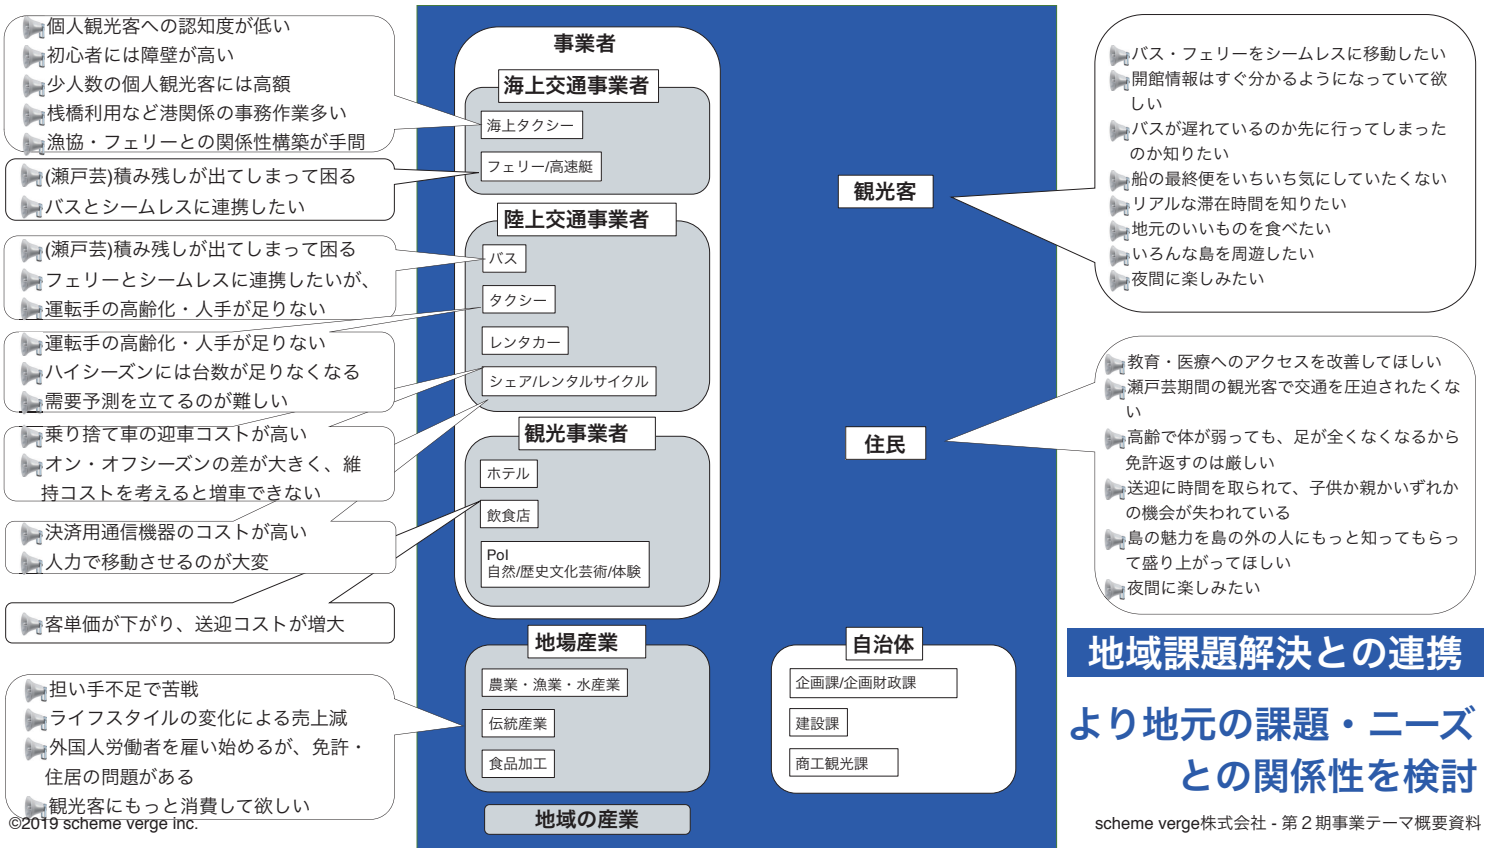 個人観光客への認知度が低い
初心者には障壁が高い
少人数の個人観光客には高額
桟橋利用など港関係の事務作業多い
漁協・フェリーとの関係性構築が手間
(瀬戸芸)積み残しが出てしまって困る
バスとシームレスに連携したい
(瀬戸芸)積み残しが出てしまって困る
フェリーとシームレスに連携したいが、
運転手の高齢化・人手が足りない
運転手の高齢化・人手が足りない
ハイシーズンには台数が足りなくなる
需要予測を立てるのが難しい
乗り捨て車の迎車コストが高い
オン・オフシーズンの差が大きく、維
持コストを考えると増車できない
決済用通信機器のコストが高い
人力で移動させるのが大変
客単価が下がり、送迎コストが増大
担い手不足で苦戦
ライフスタイルの変化による売上減
外国人労働者を雇い始めるが、免許・
住居の問題がある
観光客にもっと消費して欲しい
©2019 scheme verge inc.
事業者
海上交通事業者
海上タクシー
フェリー/高速艇
陸上交通事業者
バス
タクシー
レンタカー
シェア/レンタルサイクル
観光事業者
ホテル
飲食店
PoI
自然/歴史文化芸術/体験
地場産業
農業・漁業・水産業
伝統産業
食品加工
地域の産業
観光客
住民
自治体
企画課/企画財政課
建設課
商工観光課
バス・フェリーをシームレスに移動したい
開館情報はすぐ分かるようになっていて欲
しい
バスが遅れているのか先に行ってしまった
のか知りたい
船の最終便をいちいち気にしていたくない
リアルな滞在時間を知りたい
地元のいいものを食べたい
いろんな島を周遊したい
夜間に楽しみたい
教育・医療へのアクセスを改善してほしい
瀬戸芸期間の観光客で交通を圧迫されたくな
い
高齢で体が弱っても、足が全くなくなるから
免許返すのは厳しい
送迎に時間を取られて、子供か親かいずれか
の機会が失われている
島の魅力を島の外の人にもっと知ってもらっ
て盛り上がってほしい
夜間に楽しみたい
地域課題解決との連携
より地元の課題・ニーズ
との関係性を検討
scheme verge株式会社 - 第２期事業テーマ概要資料